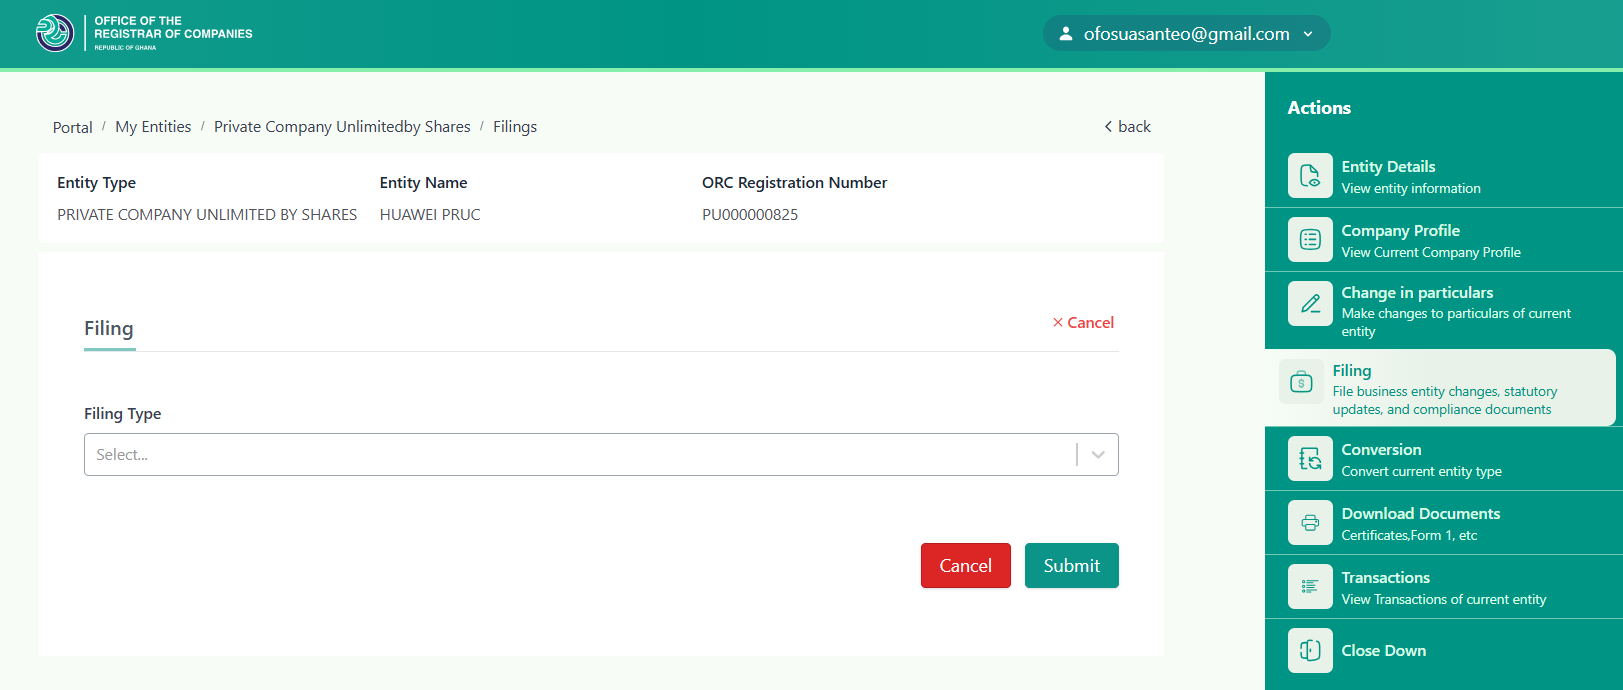 OFFICE OF THE
REGISTRAR OF COMPANIES
REPUBLIC OF GHANA
ofosuasanteo@gmail.com
Portal / My Entities / Private Company Unlimitedby Shares / Filings
back
Entity Type
Entity Name
ORC Registration Number
PRIVATE COMPANY UNLIMITED BY SHARES
HUAWEI PRUC
PU000000825
Filing
Cancel
Filing Type
Select...
Cancel
Submit
Actions
Entity Details
View entity information
Company Profile
View Current Company Profile
Change in particulars
Make changes to particulars of current
entity
Filing
File business entity changes, statutory
updates, and compliance documents
Conversion
Convert current entity type
Download Documents
Certificates,Form 1, etc
Transactions
View Transactions of current entity
Close Down